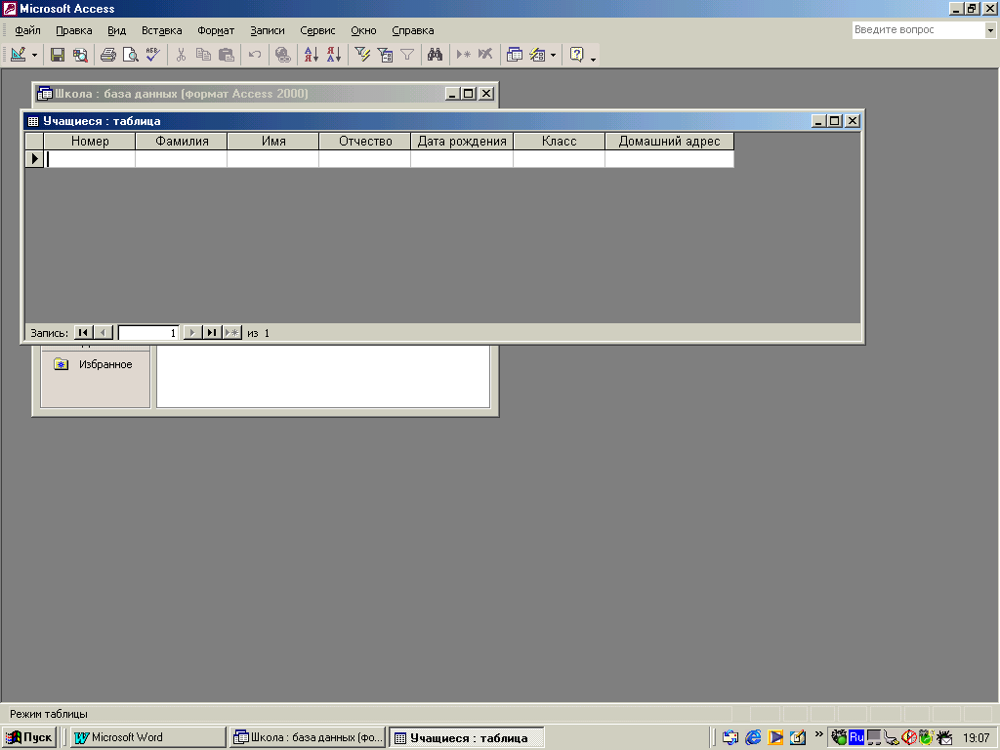 Microsoft Access
Файл Правка Вид Вставка Формат Записи Сервис Окно Справка
Введите вопрос
Школа : база данных (формат Access 2000)
Учащиеся : таблица
Номер Фамилия Имя Отчество Дата рождения Класс Домашний адрес
Запись: 1 из 1
Избранное
Режим таблицы
Пуск Microsoft Word Школа : база данных (фо... Учащиеся : таблица » Ru 19:07